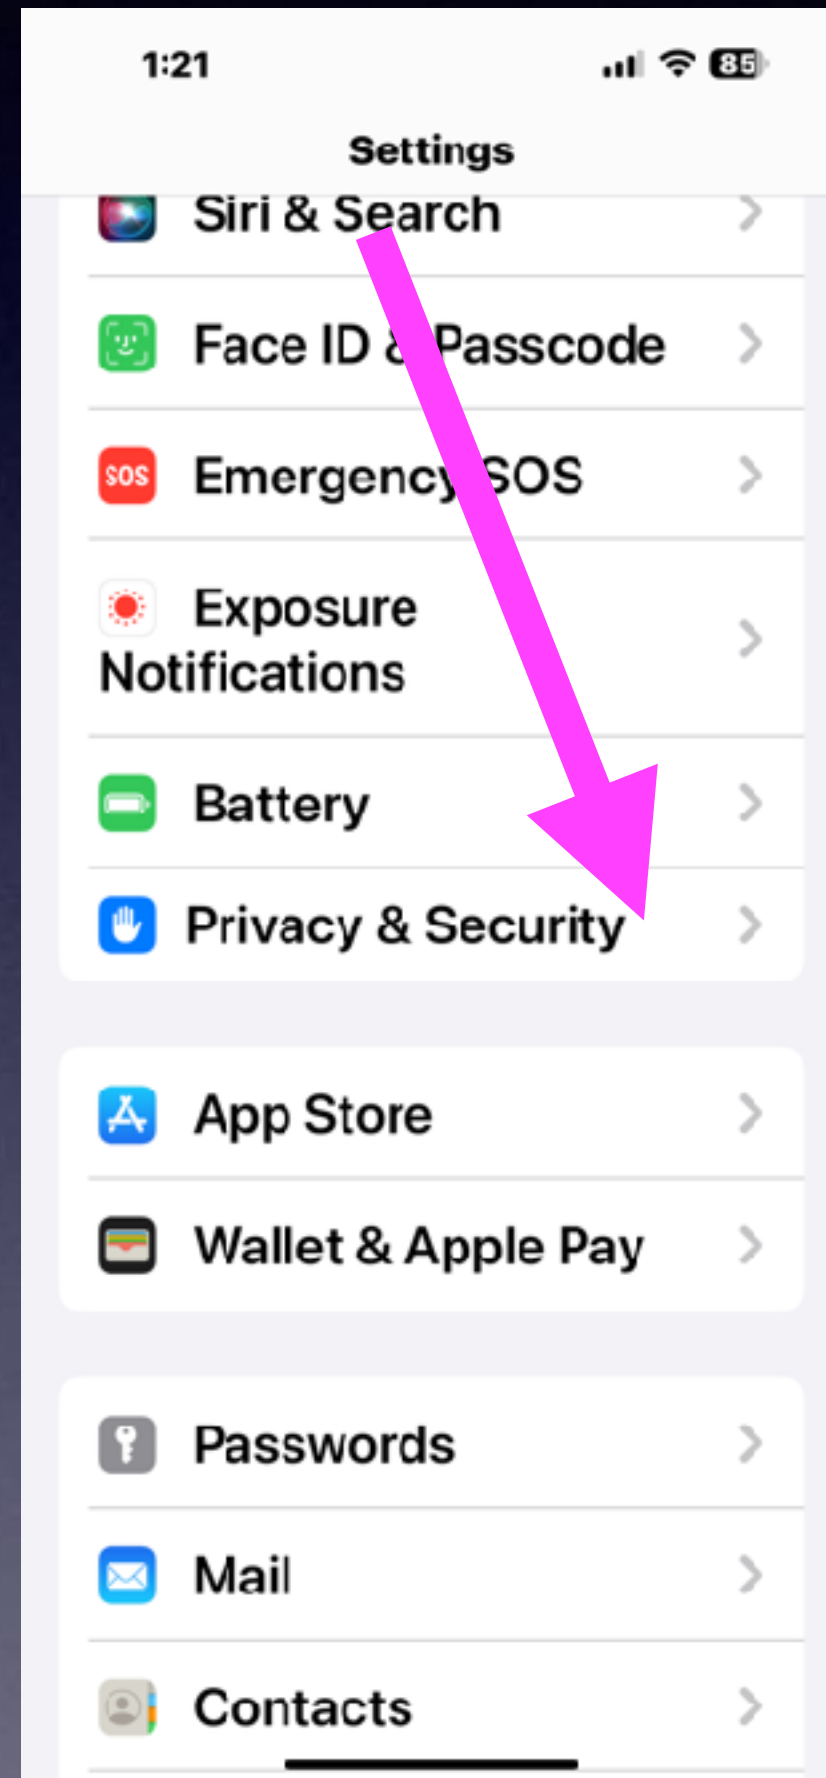 1:21
85
Settings
Siri & Search
Face ID & Passcode
SOS
Emergency SOS
Exposure
Notifications
Battery
Privacy & Security
App Store
Wallet & Apple Pay
Passwords
Mail
Contacts